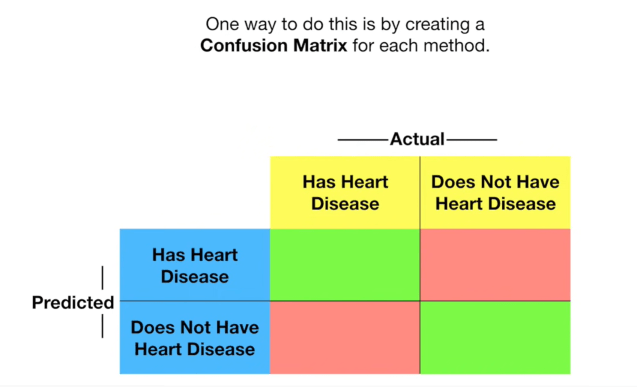 One way to do this is by creating a
Confusion Matrix for each method.
Actual
Has Heart
Disease
Does Not Have
Heart Disease
Predicted
Has Heart
Disease
Does Not Have
Heart Disease